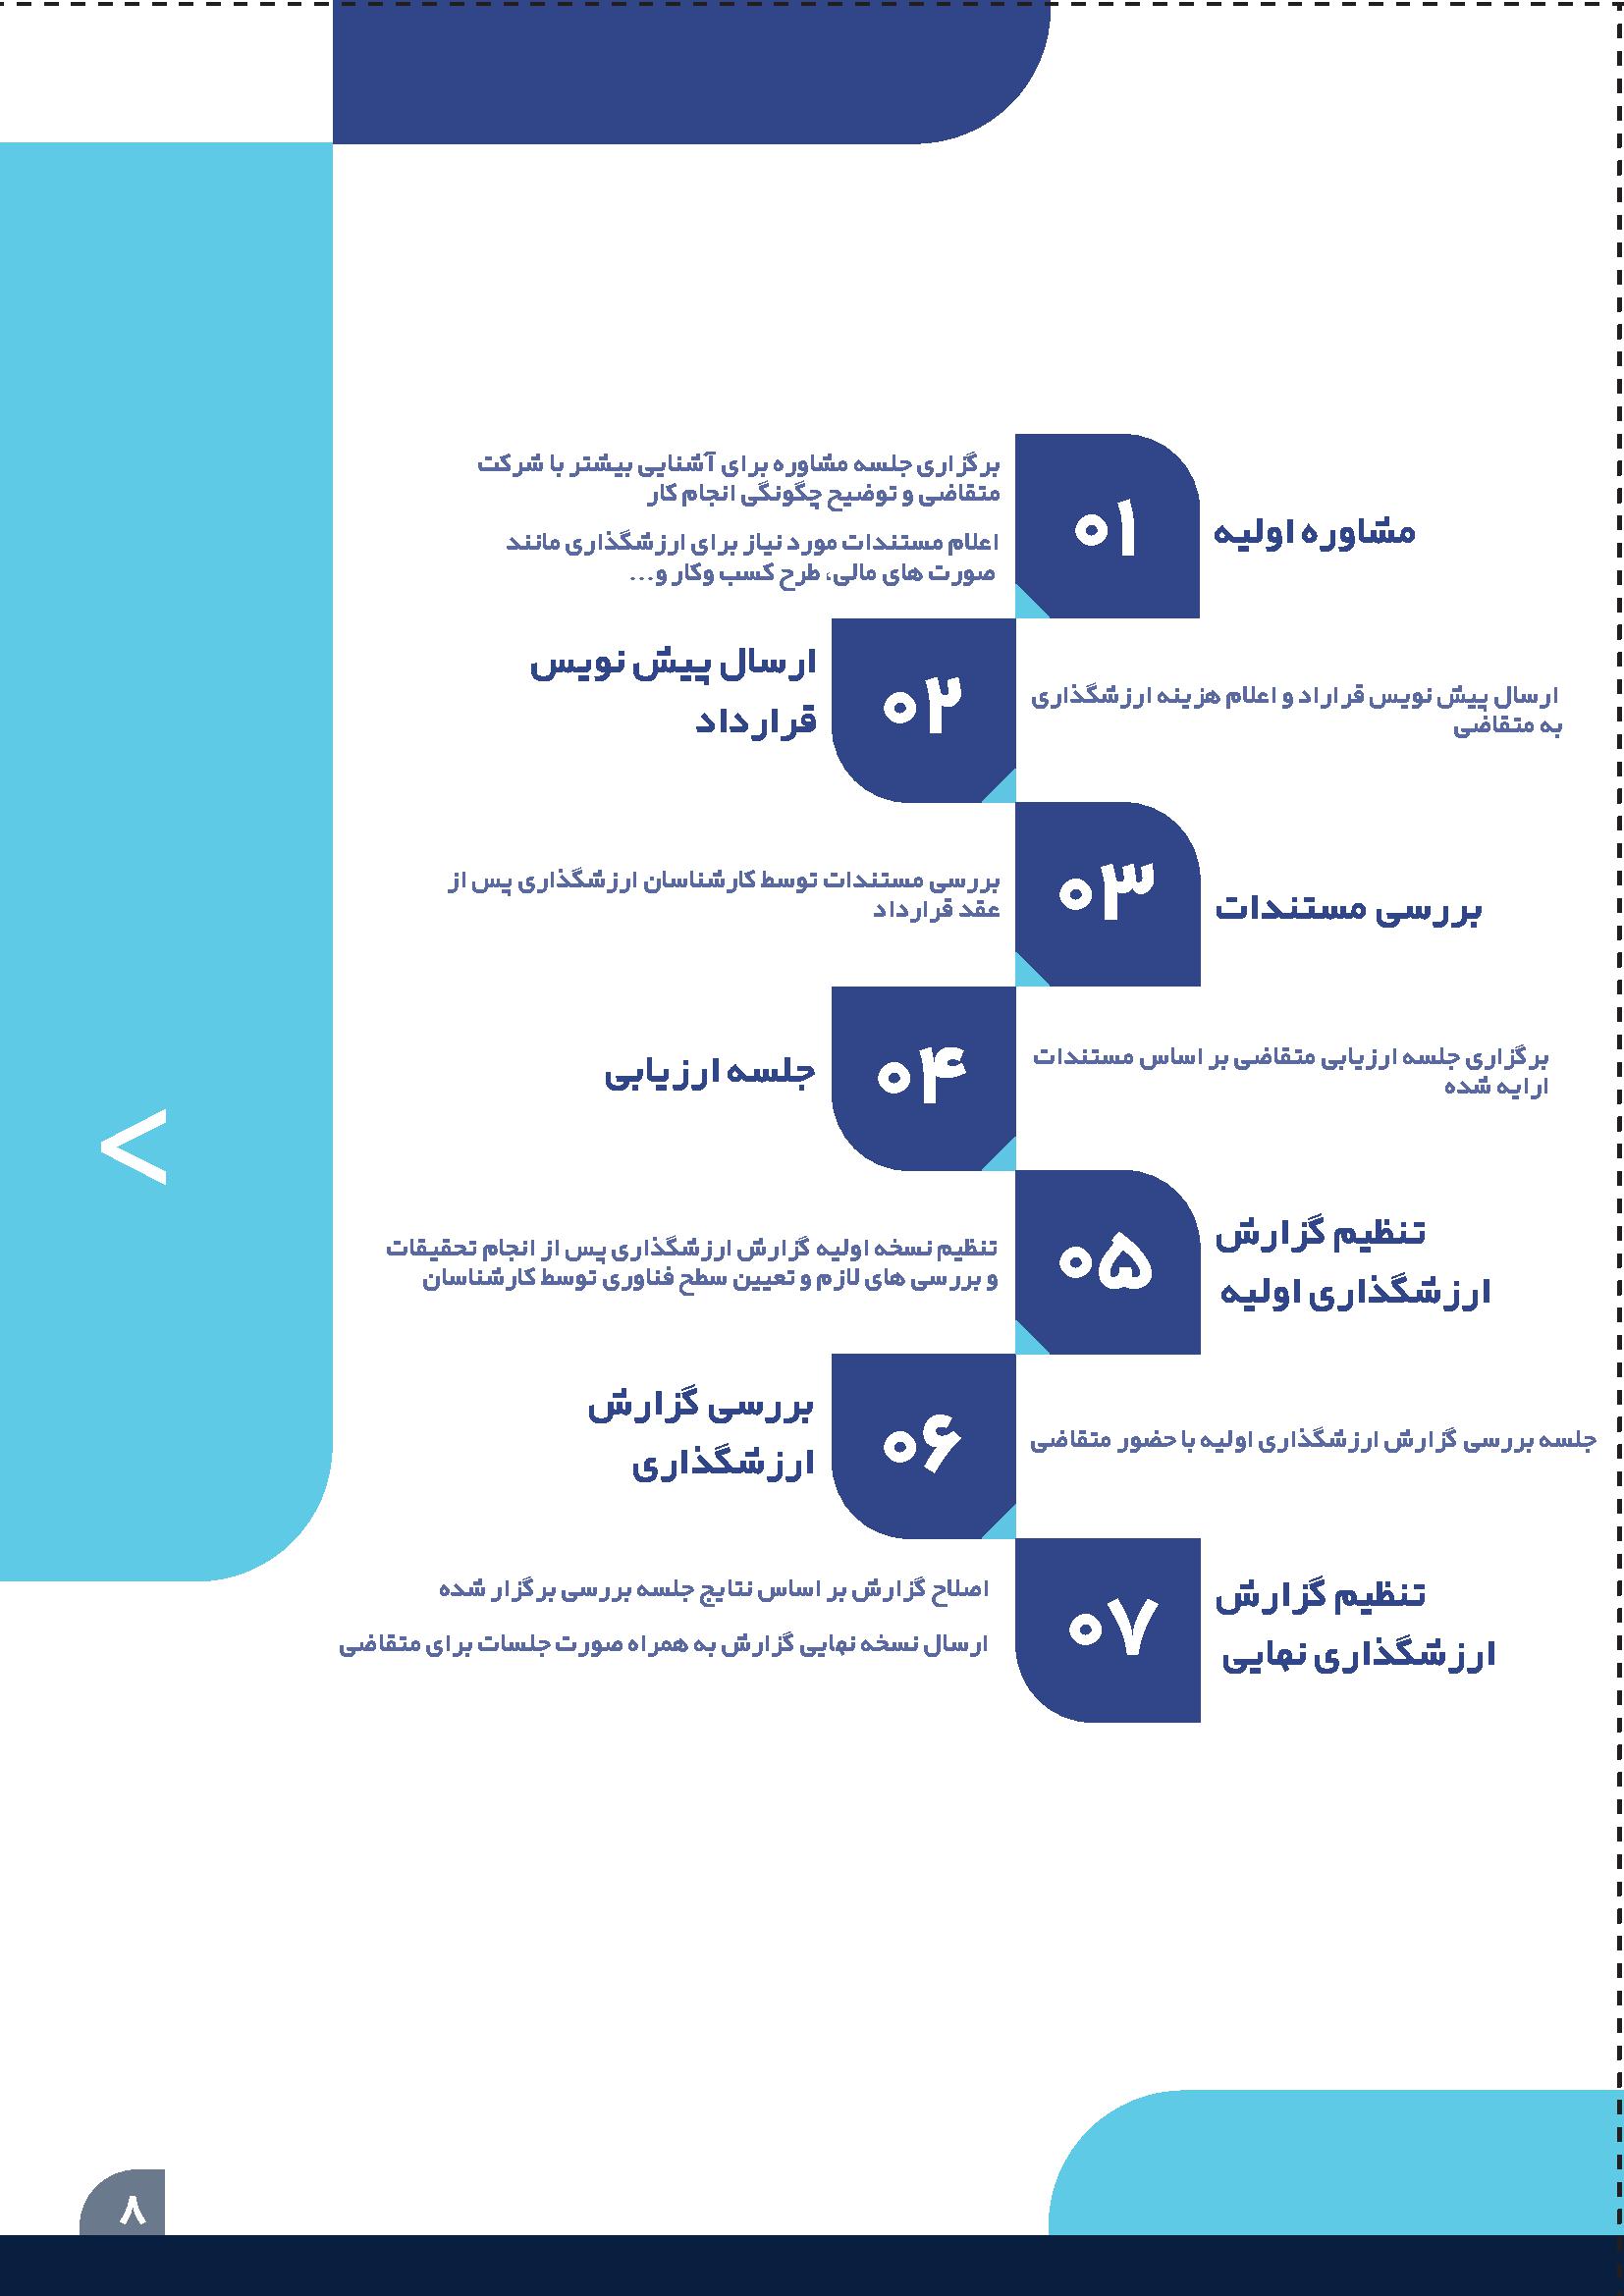 ۰۱
مشاوره اولیه
برگزاری جلسه مشاوره برای آشنایی بیشتر با شرکت
متقاضی و توضیح چگونگی انجام کار
اعلام مستندات مورد نیاز برای ارزشگذاری مانند
صورت های مالی، طرح کسب وکار و...
۰۲
ارسال پیش نویس
قرارداد
ارسال پیش نویس قراراد و اعلام هزینه ارزشگذاری
به متقاضی
۰۳
بررسی مستندات
بررسی مستندات توسط کارشناسان ارزشگذاری پس از
عقد قرارداد
۰۴
جلسه ارزیابی
برگزاری جلسه ارزیابی متقاضی بر اساس مستندات
ارایه شده
۰۵
تنظیم گزارش
ارزشگذاری اولیه
تنظیم نسخه اولیه گزارش ارزشگذاری پس از انجام تحقیقات
و بررسی های لازم و تعیین سطح فناوری توسط کارشناسان
۰۶
بررسی گزارش
ارزشگذاری
جلسه بررسی گزارش ارزشگذاری اولیه با حضور متقاضی
۰۷
تنظیم گزارش
ارزشگذاری نهایی
اصلاح گزارش بر اساس نتایج جلسه بررسی برگزار شده
ارسال نسخه نهایی گزارش به همراه صورت جلسات برای متقاضی
<
۸